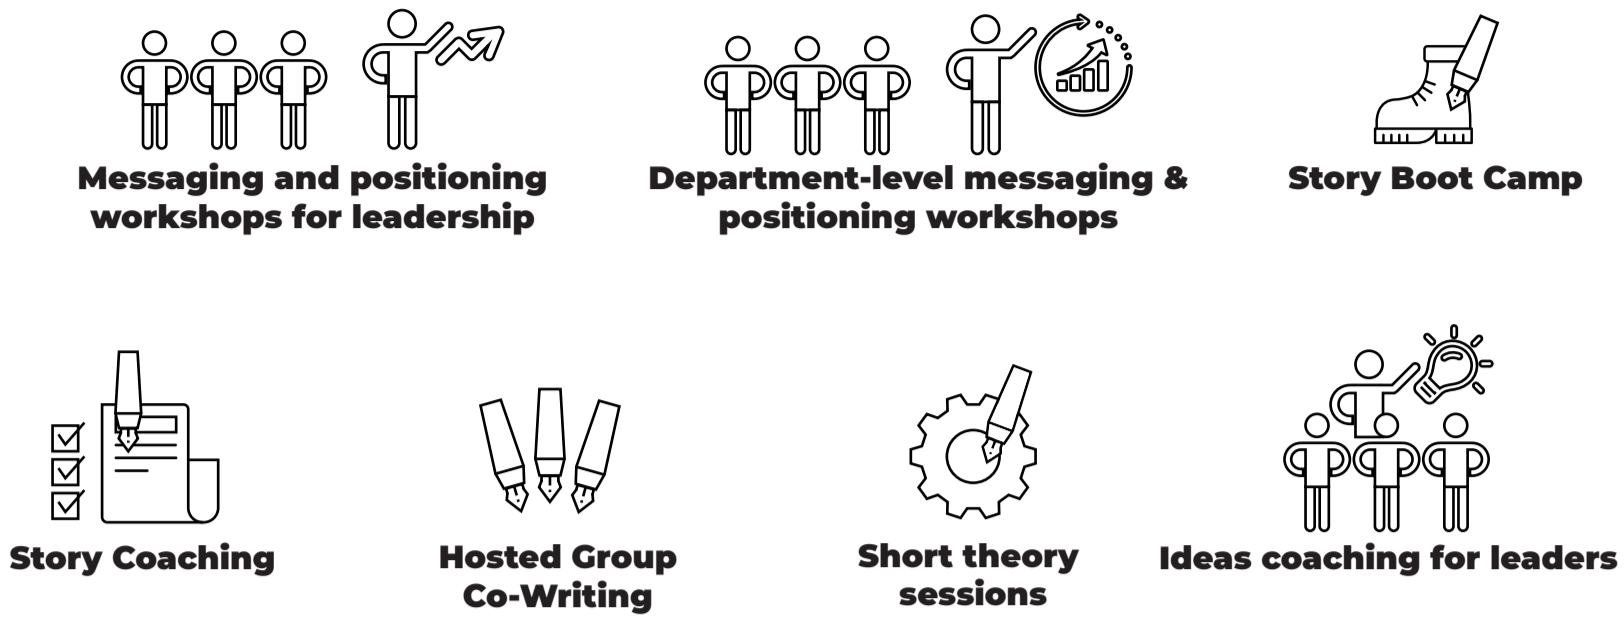 Messaging and positioning
workshops for leadership
Department-level messaging &
positioning workshops
Story Boot Camp
Story Coaching
Hosted Group
Co-Writing
Short theory
sessions
Ideas coaching for leaders